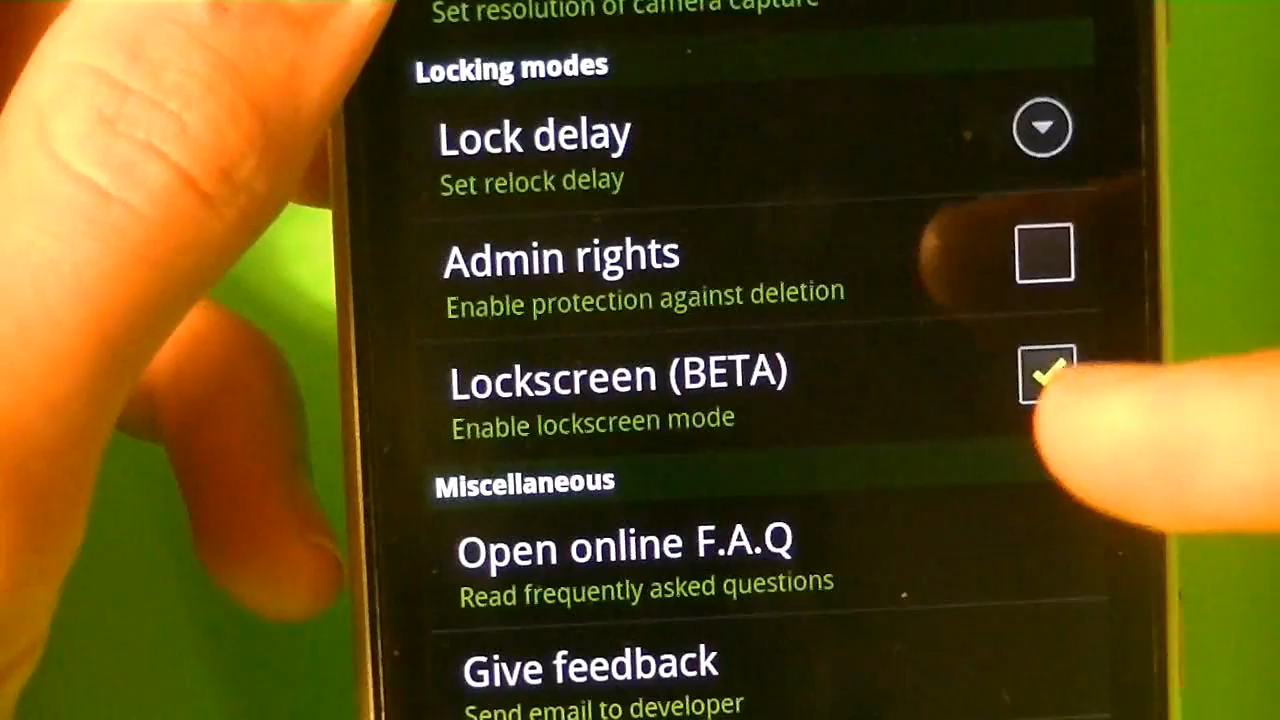 Set resolution of camera capture
Locking modes
Lock delay
Set relock delay
Admin rights
Enable protection against deletion
Lockscreen (BETA)
Enable lockscreen mode
Miscellaneous
Open online F.A.Q
Read frequently asked questions
Give feedback
Send email to developer